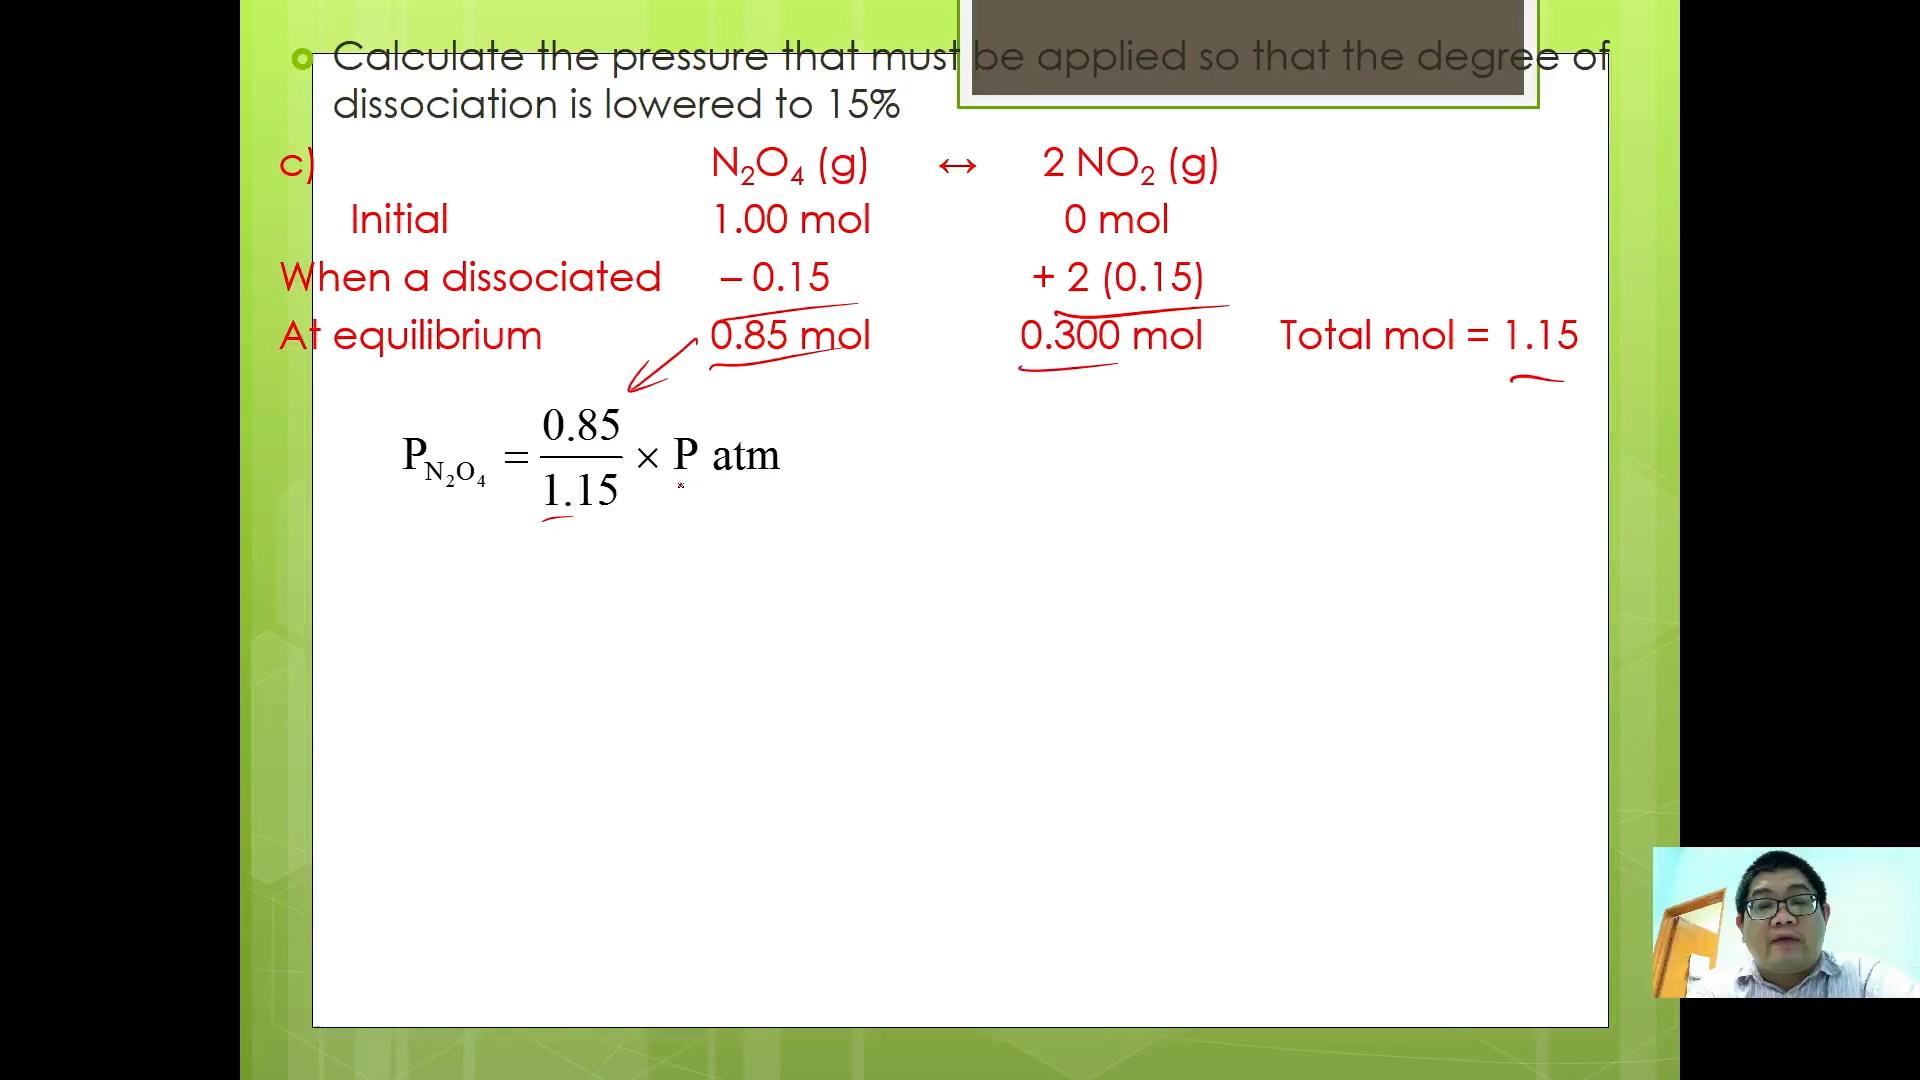 Calculate the pressure that must be applied so that the degree of
dissociation is lowered to 15%
c) N₂O₄ (g) ↔ 2 NO₂ (g)
Initial 1.00 mol 0 mol
When a dissociated – 0.15 + 2 (0.15)
At equilibrium 0.85 mol 0.300 mol Total mol = 1.15
P_N₂O₄ = 0.85/1.15 × P atm